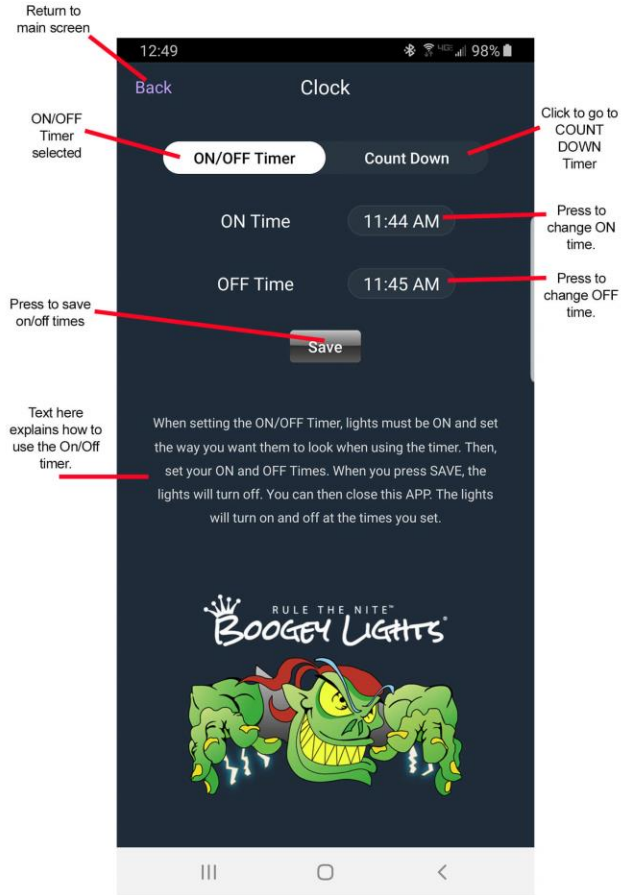 Return to
main screen
12:49
4GE
98%
Back
Clock
ON/OFF
Timer
selected
Click to go to
COUNT
DOWN
Timer
ON/OFF Timer
Count Down
ON Time
11:44 AM
Press to
change ON
time.
OFF Time
11:45 AM
Press to
change OFF
time.
Press to save
on/off times
Save
Text here
explains how to
use the On/Off
timer.
When setting the ON/OFF Timer, lights must be ON and set
the way you want them to look when using the timer. Then,
set your ON and OFF Times. When you press SAVE, the
lights will turn off. You can then close this APP. The lights
will turn on and off at the times you set.
RULE THE NITE™
BOOGEY LIGHTS®